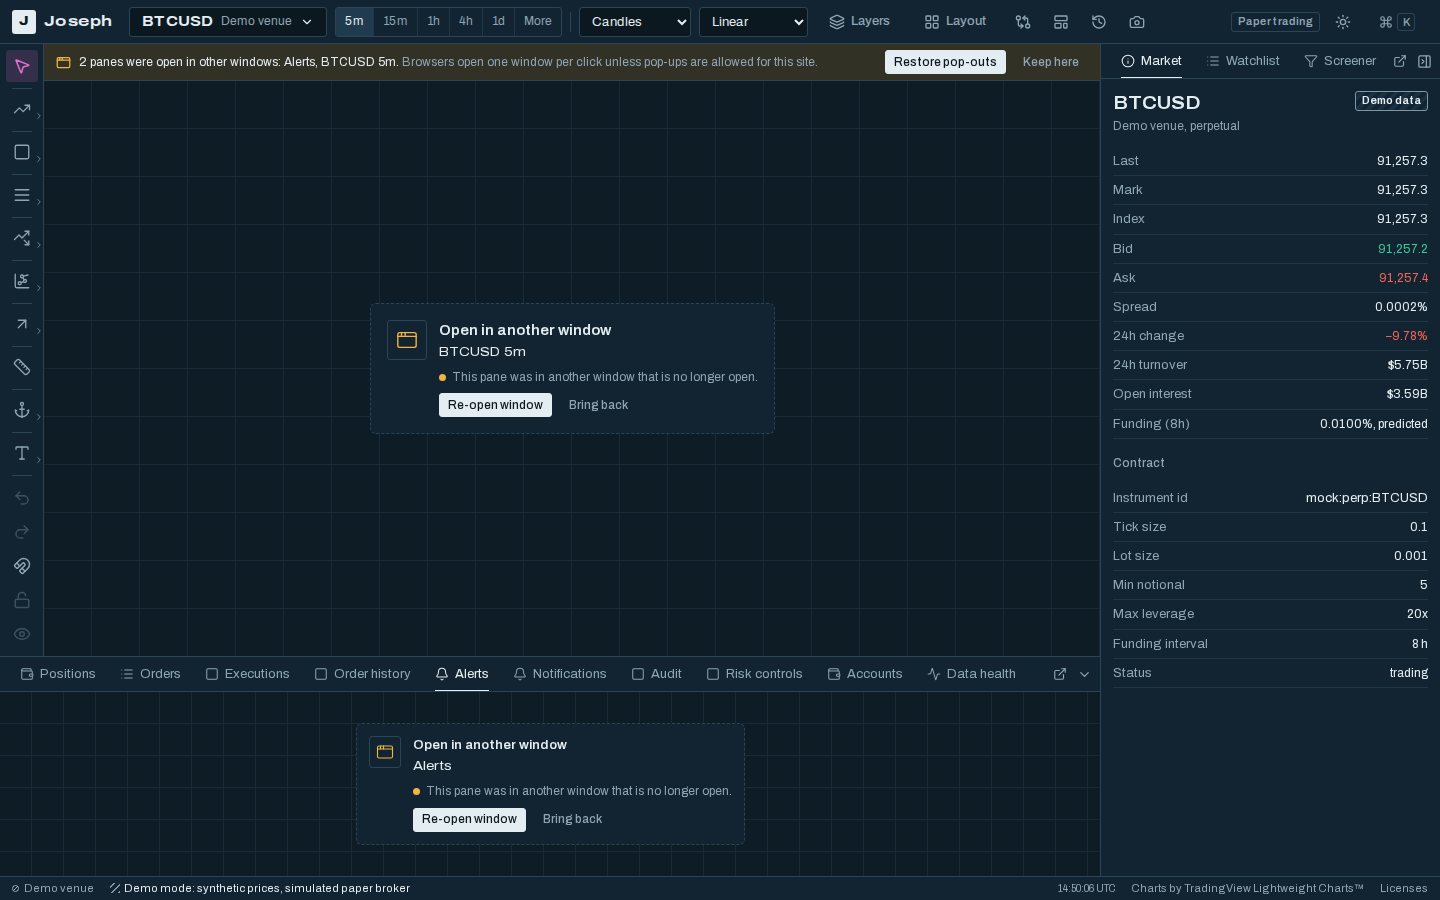 J Joseph BTCUSD Demo venue 5m 15m 1h 4h 1d More Candles Linear Layers Layout Paper trading ⌘ K
2 panes were open in other windows: Alerts, BTCUSD 5m. Browsers open one window per click unless pop-ups are allowed for this site. Restore pop-outs Keep here
Market Watchlist Screener
BTCUSD Demo data
Demo venue, perpetual
Last 91,257.3
Mark 91,257.3
Index 91,257.3
Bid 91,257.2
Ask 91,257.4
Spread 0.0002%
24h change −9.78%
24h turnover $5.75B
Open interest $3.59B
Funding (8h) 0.0100%, predicted
Contract
Instrument id mock:perp:BTCUSD
Tick size 0.1
Lot size 0.001
Min notional 5
Max leverage 20x
Funding interval 8 h
Status trading
Open in another window
BTCUSD 5m
This pane was in another window that is no longer open.
Re-open window Bring back
Positions Orders Executions Order history Alerts Notifications Audit Risk controls Accounts Data health
Open in another window
Alerts
This pane was in another window that is no longer open.
Re-open window Bring back
Demo venue Demo mode: synthetic prices, simulated paper broker 14:50:06 UTC Charts by TradingView Lightweight Charts™ Licenses